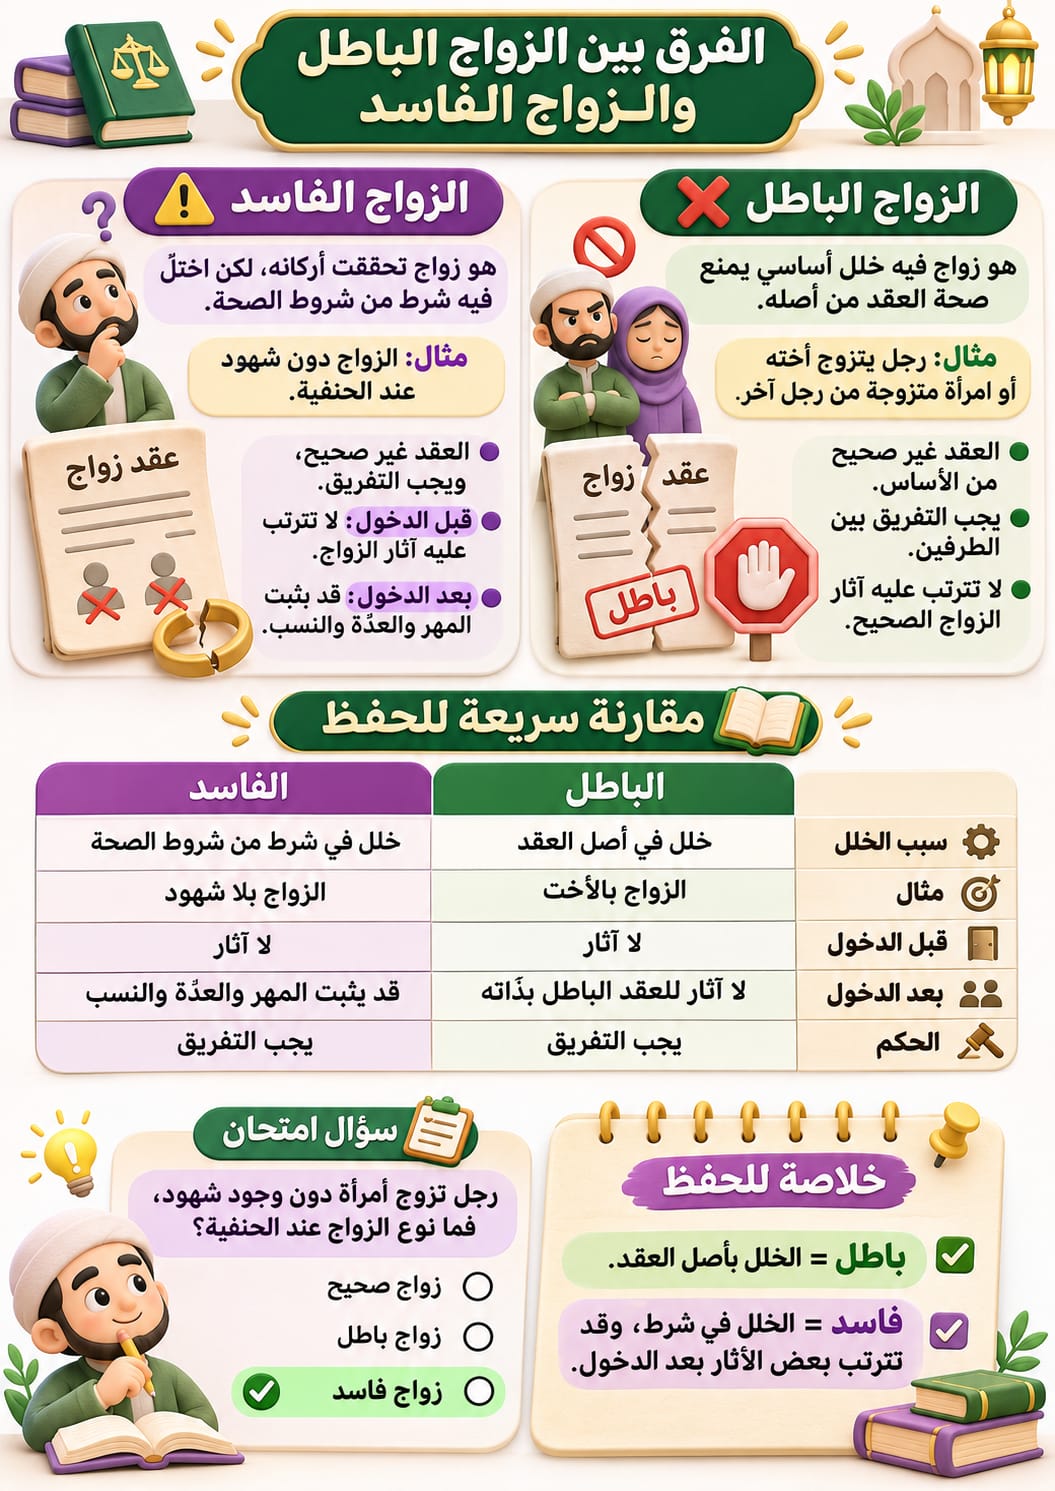 الفرق بين الزواج الباطل
والـزواج الفاسد
الزواج الباطل
هو زواج فيه خلل أساسي يمنع
صحة العقد من أصله.
مثال: رجل يتزوج أخته
أو امرأة متزوجة من رجل آخر.
العقد غير صحيح
من الأساس.
يجب التفريق بين
الطرفين.
لا تترتب عليه آثار
الزواج الصحيح.
عقد زواج
باطل
الزواج الفاسد
هو زواج تحققت أركانه، لكن اختلّ
فيه شرط من شروط الصحة.
مثال: الزواج دون شهود
عند الحنفية.
العقد غير صحيح،
ويجب التفريق.
قبل الدخول: لا تترتب
عليه آثار الزواج.
بعد الدخول: قد يثبت
المهر والعدّة والنسب.
عقد زواج
مقارنة سريعة للحفظ
الباطل الفاسد
سبب الخلل خلل في أصل العقد خلل في شرط من شروط الصحة
مثال الزواج بالأخت الزواج بلا شهود
قبل الدخول لا آثار لا آثار
بعد الدخول لا آثار للعقد الباطل بذَاته قد يثبت المهر والعدّة والنسب
الحكم يجب التفريق يجب التفريق
خلاصة للحفظ
باطل = الخلل بأصل العقد.
فاسد = الخلل في شرط، وقد
تترتب بعض الأثار بعد الدخول.
سؤال امتحان
رجل تزوج أمرأة دون وجود شهود،
فما نوع الزواج عند الحنفية؟
زواج صحيح
زواج باطل
زواج فاسد